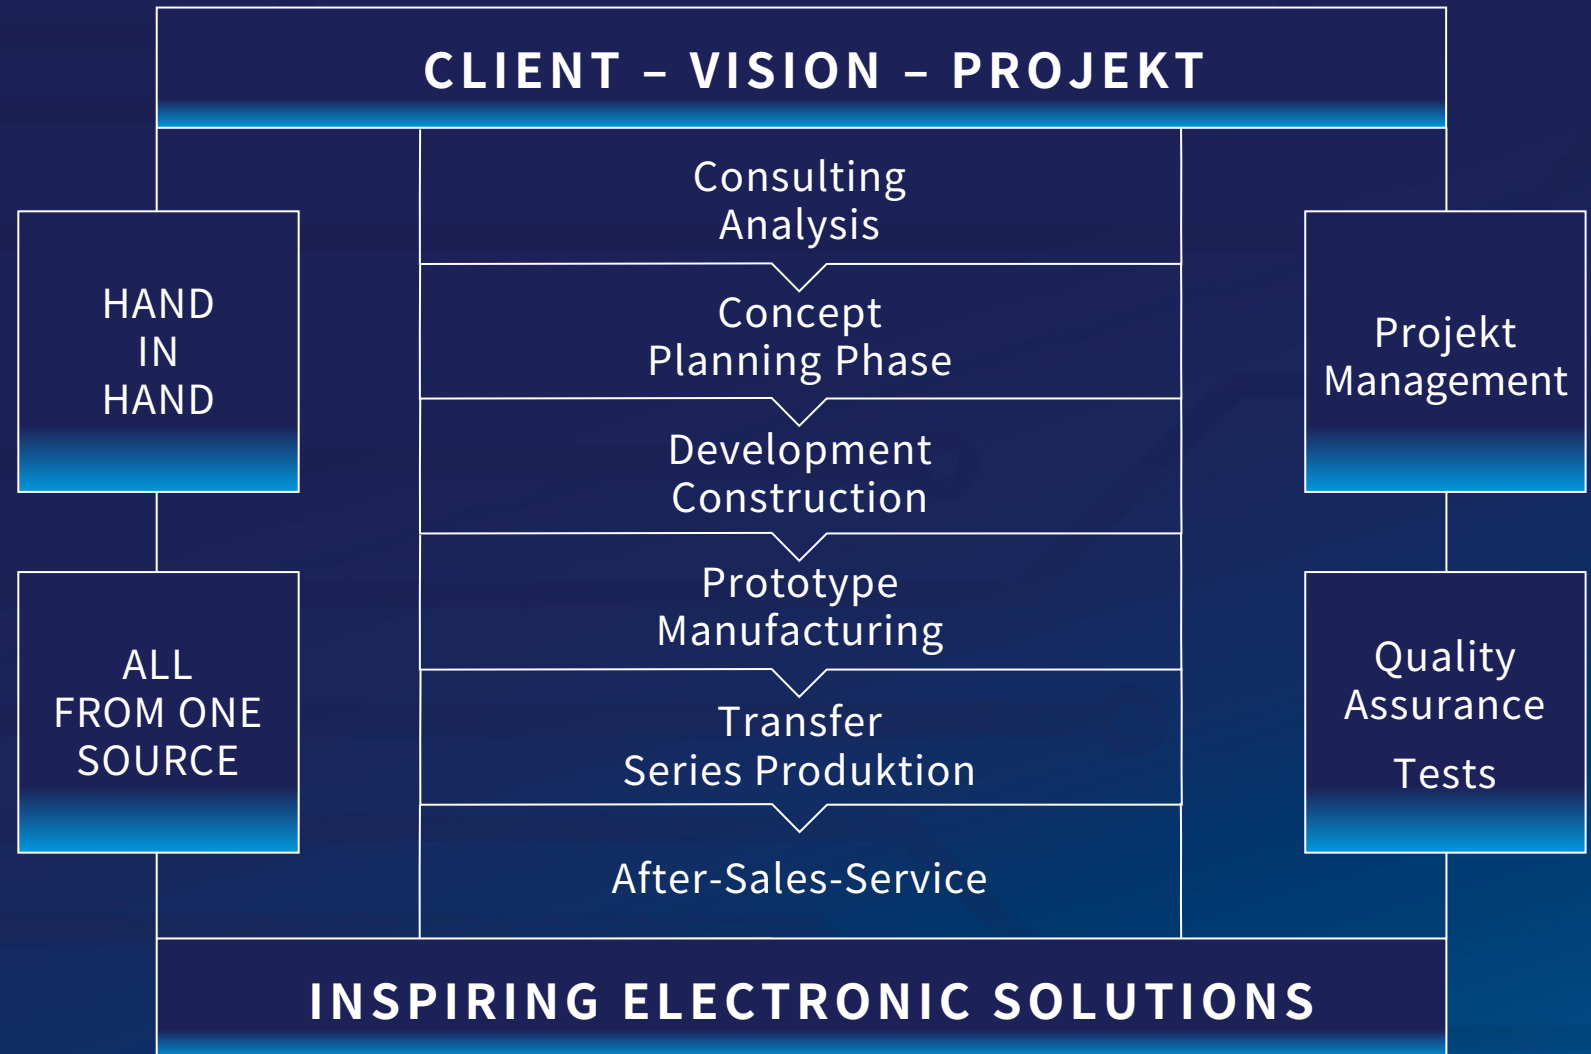 CLIENT – VISION – PROJEKT
HAND
IN
HAND
ALL
FROM ONE
SOURCE
Consulting
Analysis
Concept
Planning Phase
Development
Construction
Prototype
Manufacturing
Transfer
Series Produktion
After-Sales-Service
Projekt
Management
Quality
Assurance
Tests
INSPIRING ELECTRONIC SOLUTIONS